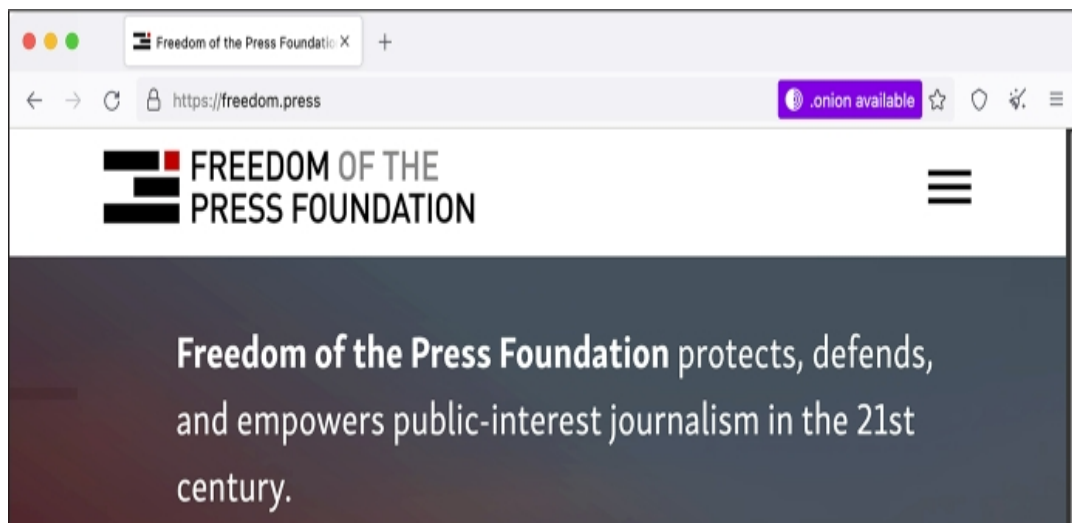 Freedom of the Press Foundatio
https://freedom.press
.onion available
FREEDOM OF THE
PRESS FOUNDATION
Freedom of the Press Foundation protects, defends,
and empowers public-interest journalism in the 21st
century.